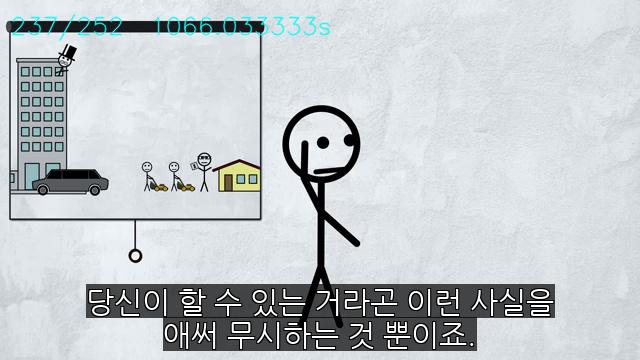 237/252 1066.033333s
당신이 할 수 있는 거라곤 이런 사실을
애써 무시하는 것 뿐이죠.